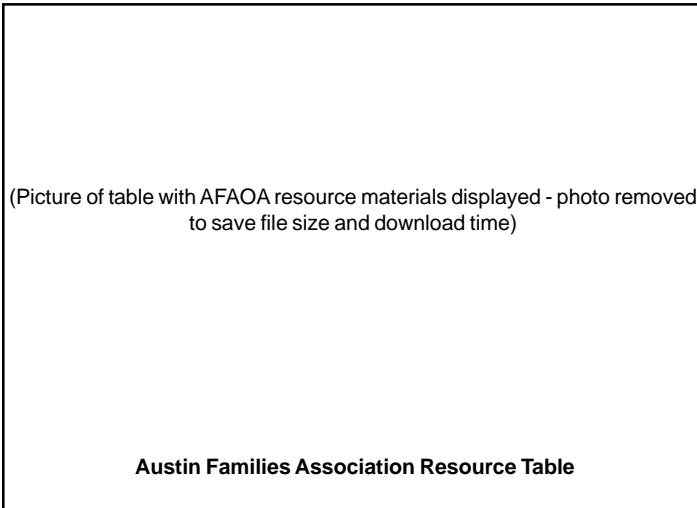 (Picture of table with AFAOA resource materials displayed - photo removed
to save file size and download time)
Austin Families Association Resource Table